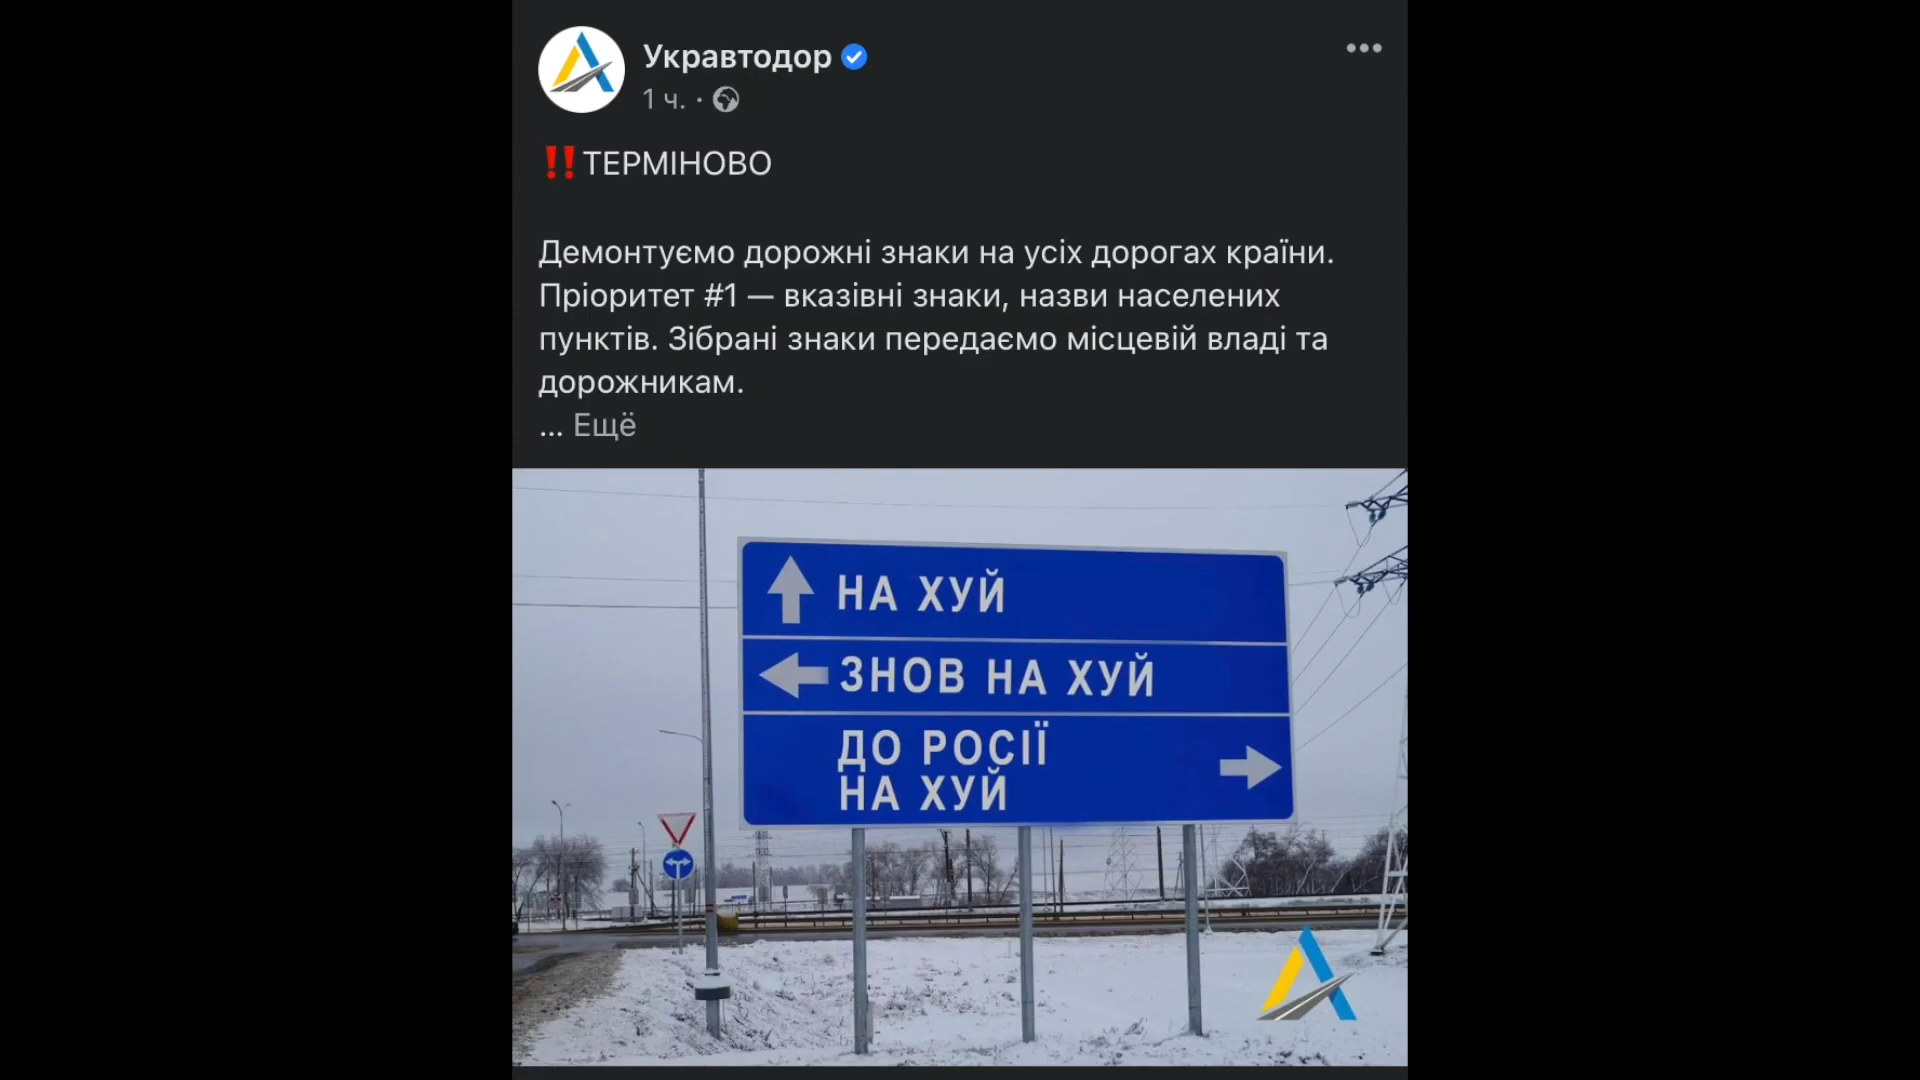 Укравтодор
1 ч. ·
‼️ТЕРМІНОВО
Демонтуємо дорожні знаки на усіх дорогах країни.
Пріоритет #1 — вказівні знаки, назви населених
пунктів. Зібрані знаки передаємо місцевій владі та
дорожникам.
... Ещё
НА ХУЙ
ЗНОВ НА ХУЙ
ДО РОСІЇ
НА ХУЙ